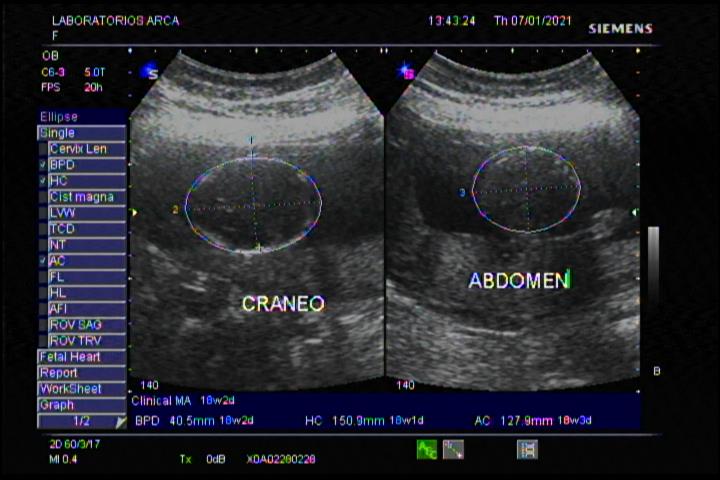 LABORATORIOS ARCA
F
13:43:24 Th 07/01/2021
SIEMENS
OB
C6-3 5.0T
FPS 20h
S
S
Ellipse
Single
Cervix Len
BPD
HC
Cist magna
LVW
TCD
NT
AC
FL
HL
AFI
ROV SAG
ROV TRV
Fetal Heart
Report
WorkSheet
Graph
1/2
2
3
CRANEO
ABDOMEN
140
140
B
Clinical MA 18w2d
BPD 40.5mm 18w2d HC 150.9mm 18w1d AC 127.9mm 18w3d
2D 60/3/17
MI 0.4
Tx 0dB